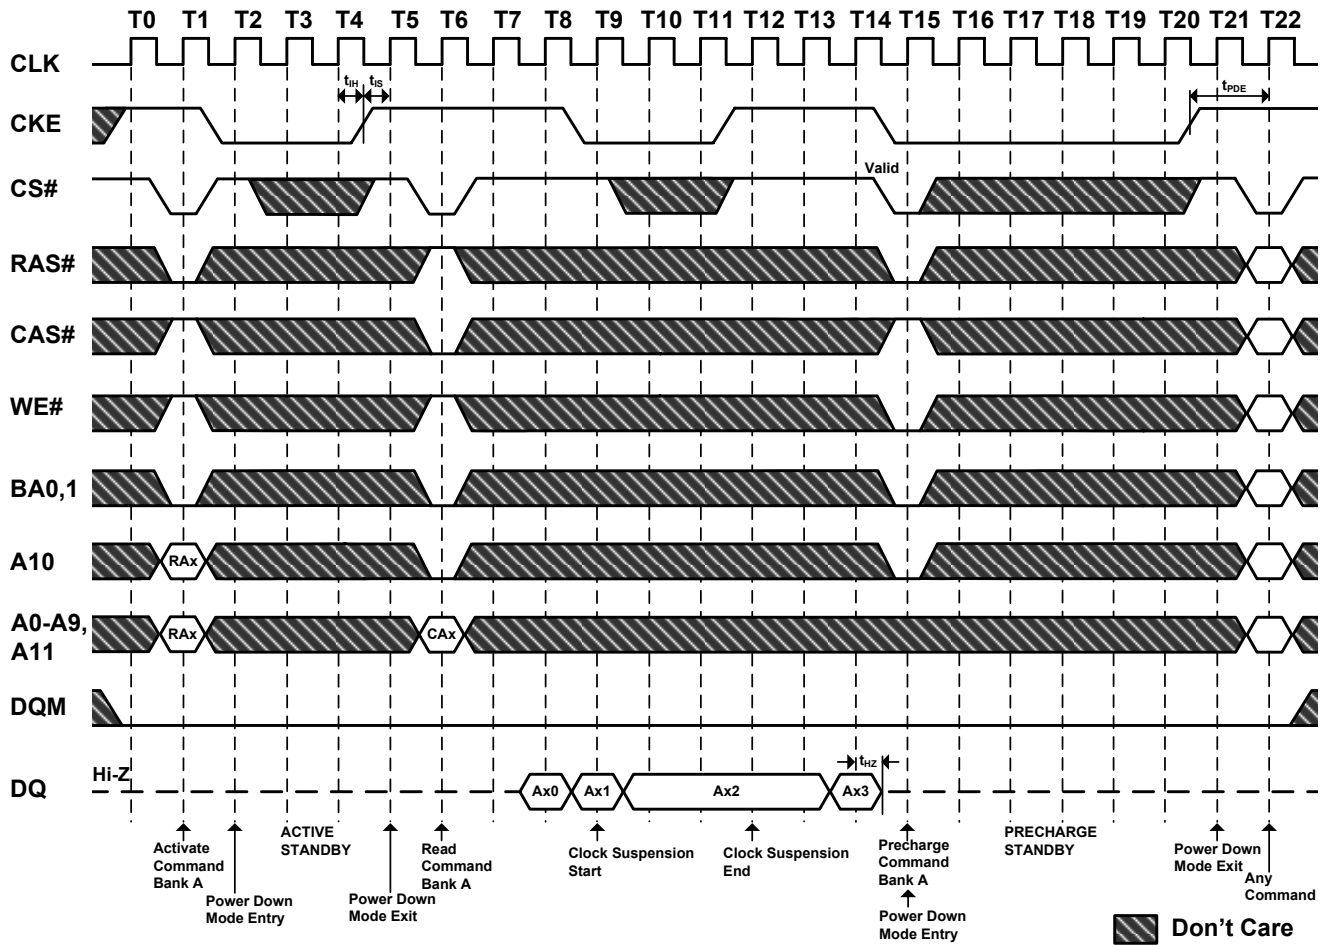 T0 T1 T2 T3 T4 T5 T6 T7 T8 T9 T10 T11 T12 T13 T14 T15 T16 T17 T18 T19 T20 T21 T22
CLK
tIH tIS tPDE
CKE
Valid
CS#
RAS#
CAS#
WE#
BA0,1
A10
RAx
A0-A9,
A11
RAx CAx
DQM
Hi-Z
tHZ
DQ
Ax0 Ax1 Ax2 Ax3
Activate
Command
Bank A
Power Down
Mode Entry
ACTIVE
STANDBY
Power Down
Mode Exit
Read
Command
Bank A
Clock Suspension
Start
Clock Suspension
End
Precharge
Command
Bank A
Power Down
Mode Entry
PRECHARGE
STANDBY
Power Down
Mode Exit
Any
Command
Don't Care